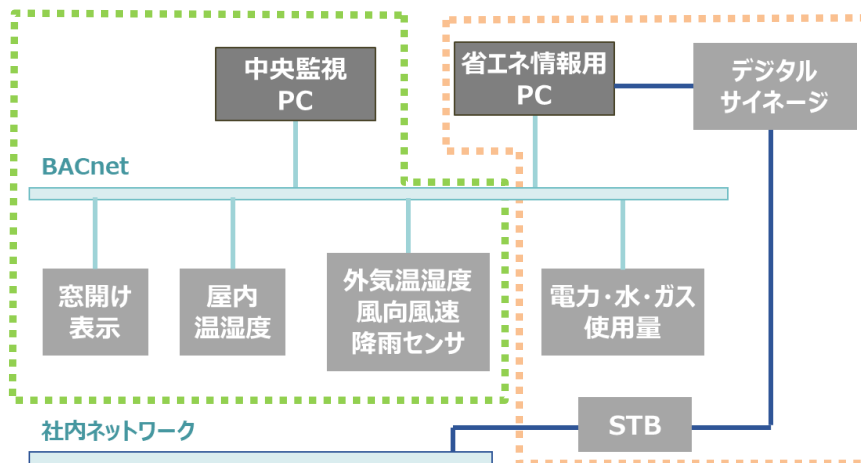 中央監視
PC
省エネ情報用
PC
デジタル
サイネージ
BACnet
窓開け
表示
屋内
温湿度
外気温湿度
風向風速
降雨センサ
電力・水・ガス
使用量
STB
社内ネットワーク